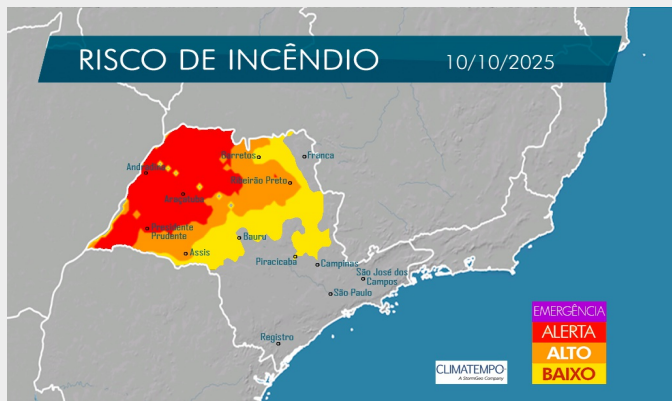 RISCO DE INCÊNDIO 10/10/2025
Barretos
Franca
Andradina
Ribeirão Preto
Araçatuba
Presidente
Prudente
Bauru
Assis
Piracicaba
Campinas
São José dos
Campos
São Paulo
Registro
EMERGÊNCIA
ALERTA
ALTO
BAIXO
CLIMATEMPO
A StormGeo Company